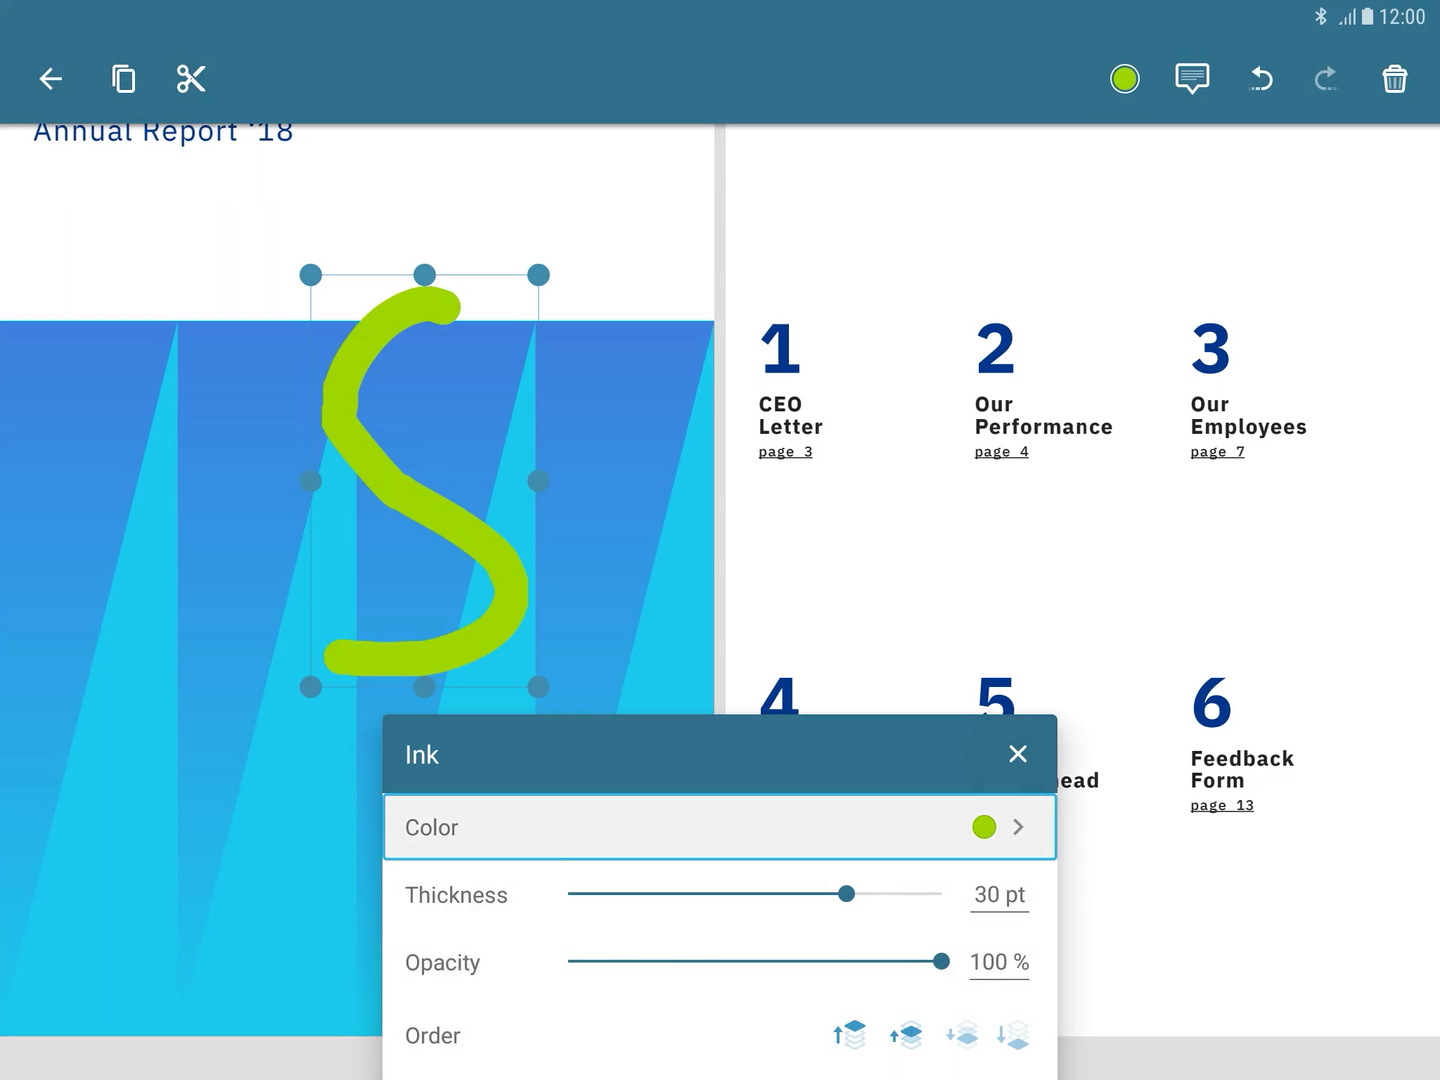 12:00
Annual Report '18
S
1
CEO
Letter
page 3
2
Our
Performance
page 4
3
Our
Employees
page 7
4
5
ead
6
Feedback
Form
page 13
Ink
Color
Thickness
30 pt
Opacity
100 %
Order